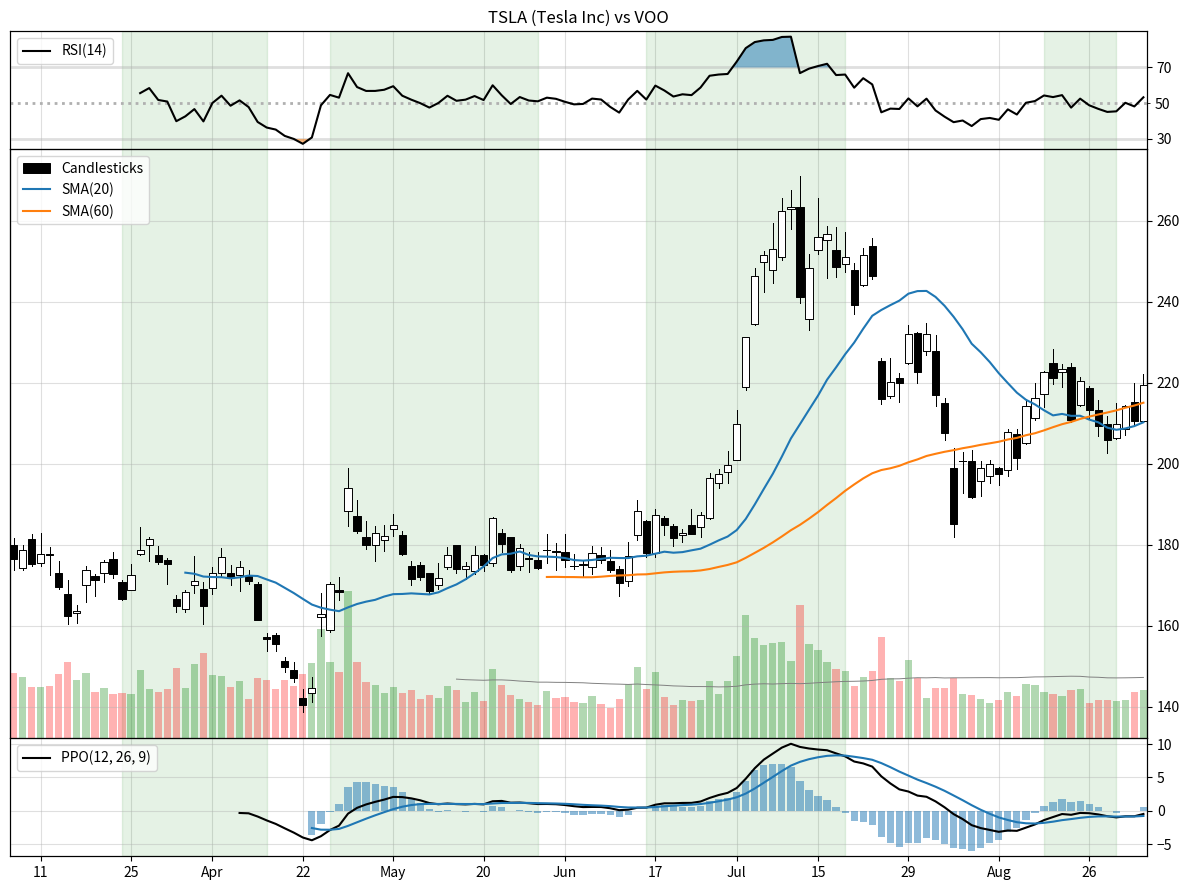 TSLA (Tesla Inc) vs VOO
RSI(14)
70
50
30
Candlesticks
SMA(20)
SMA(60)
260
240
220
200
180
160
140
PPO(12, 26, 9)
10
5
0
−5
11 25 Apr 22 May 20 Jun 17 Jul 15 29 Aug 26